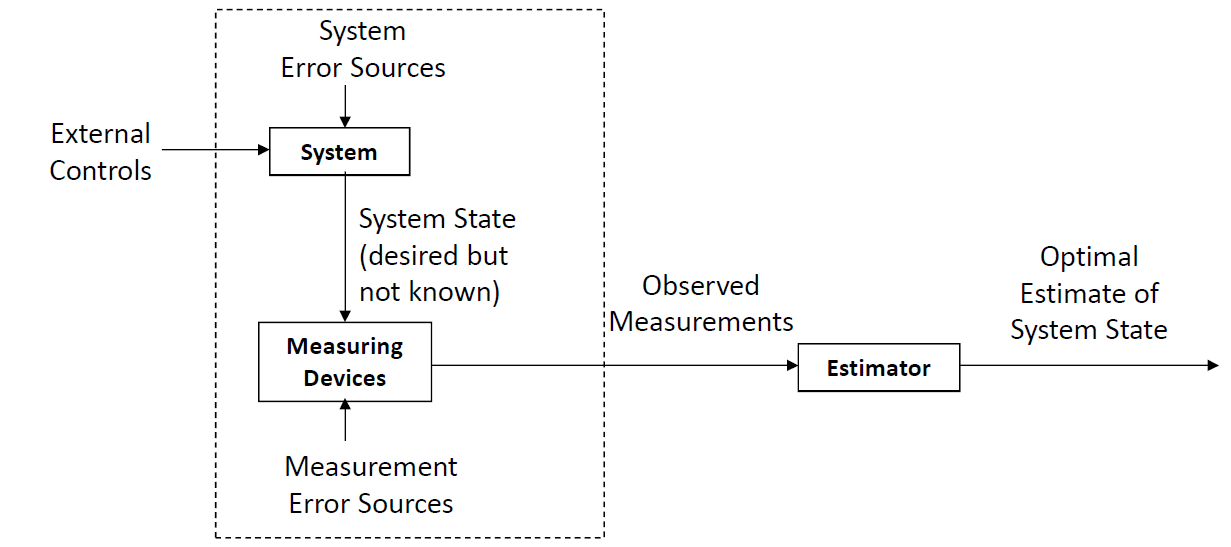 System
Error Sources
External
Controls
System
System State
(desired but
not known)
Measuring
Devices
Measurement
Error Sources
Observed
Measurements
Estimator
Optimal
Estimate of
System State